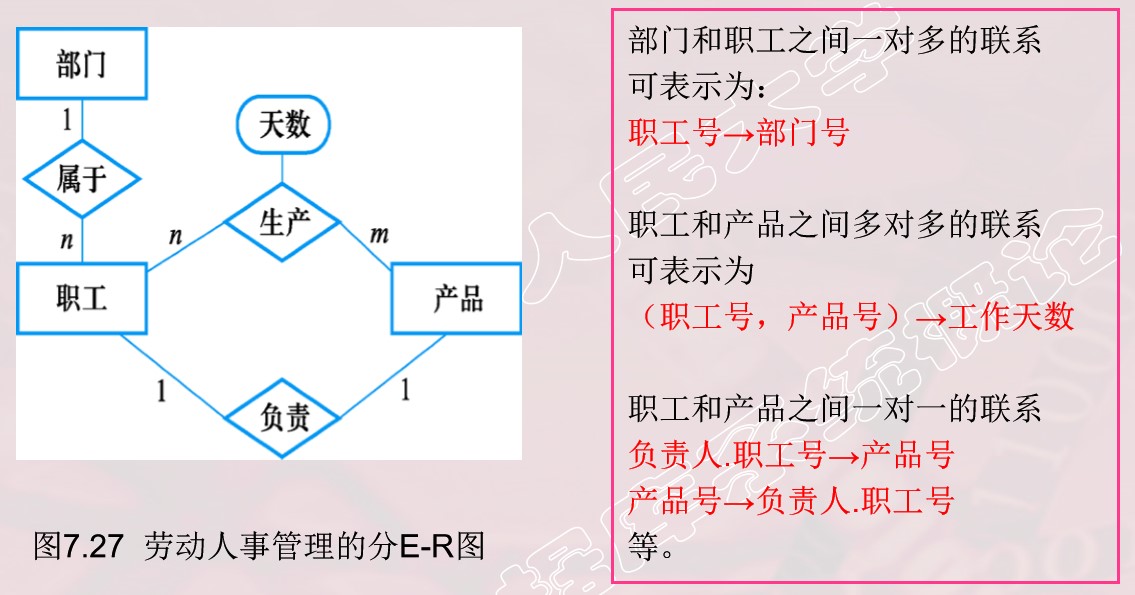 部门
1
属于
n
职工
天数
生产
n
m
产品
1
1
负责
图7.27 劳动人事管理的分E-R图
部门和职工之间一对多的联系
可表示为：
职工号→部门号
职工和产品之间多对多的联系
可表示为
（职工号，产品号）→工作天数
职工和产品之间一对一的联系
负责人.职工号→产品号
产品号→负责人.职工号
等。